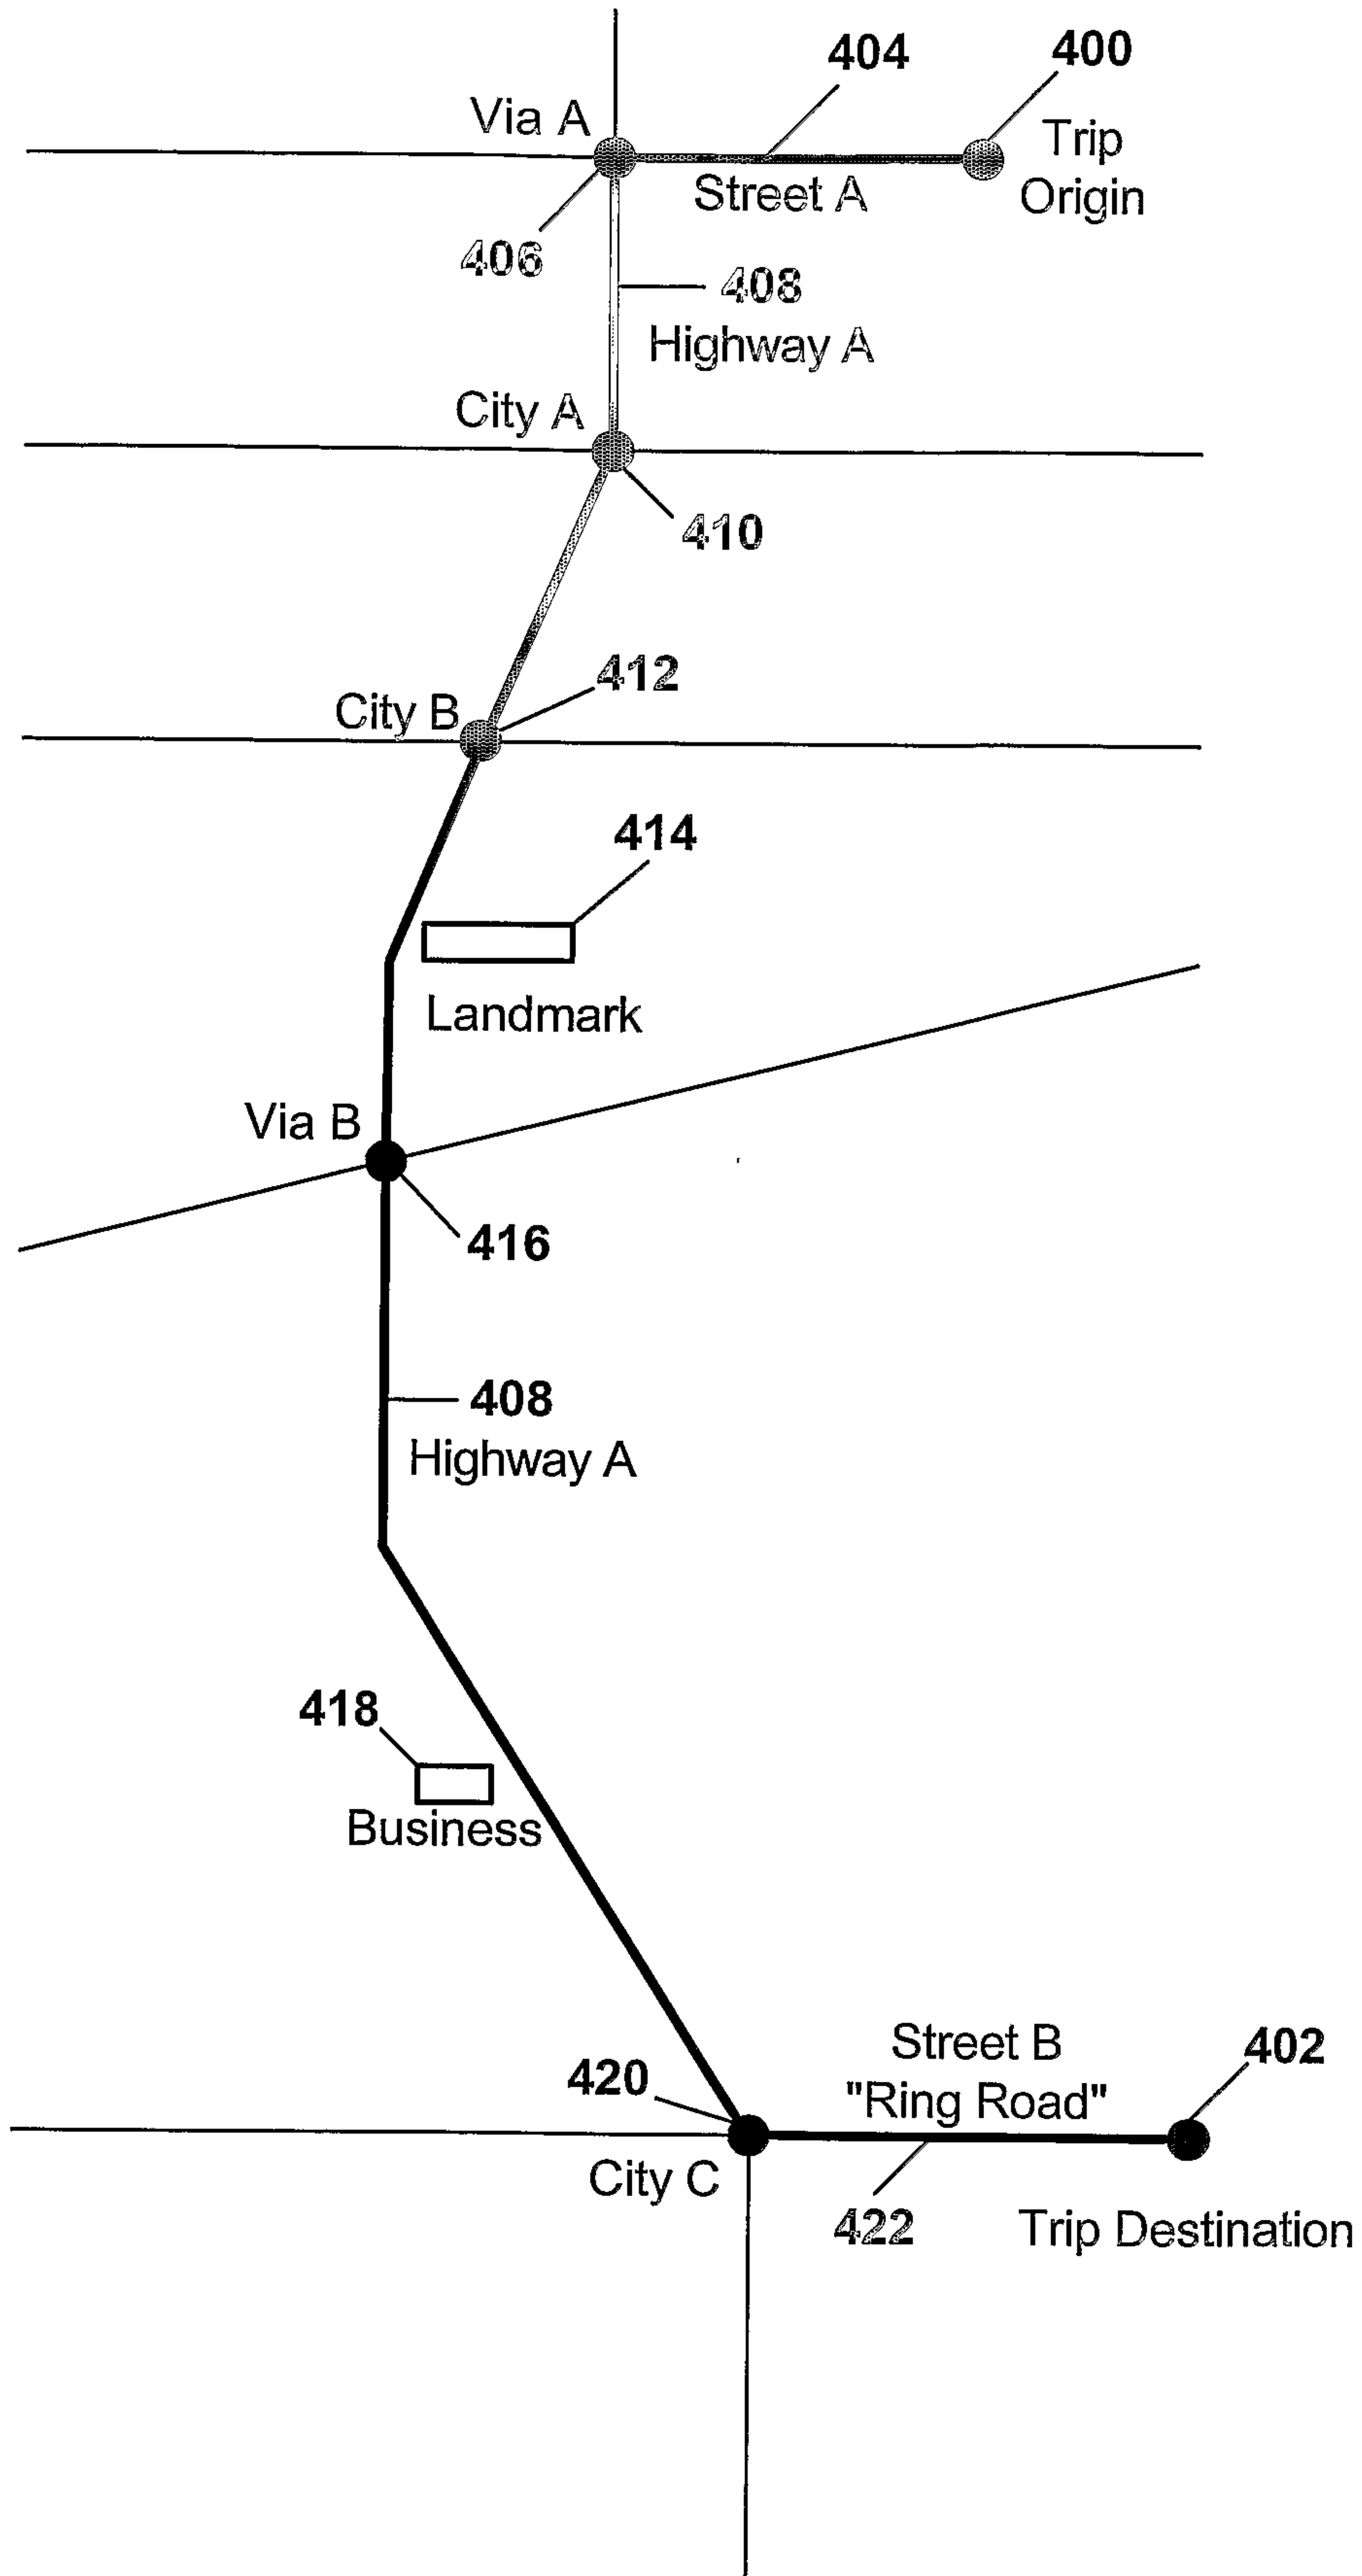 404
400
Via A
Trip
Origin
Street A
406
408
Highway A
City A
410
412
City B
414
Landmark
Via B
416
408
Highway A
418
Business
Street B
"Ring Road"
402
420
City C
422
Trip Destination